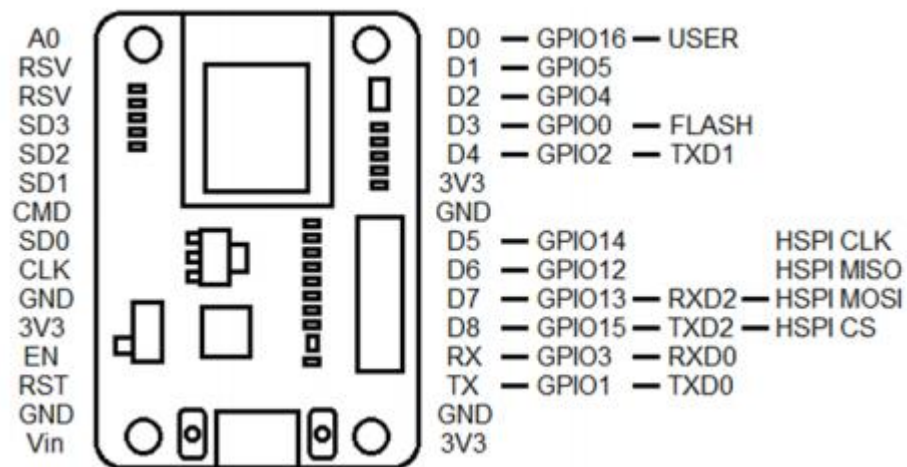 A0 D0 — GPIO16 — USER
RSV D1 — GPIO5
RSV D2 — GPIO4
SD3 D3 — GPIO0 — FLASH
SD2 D4 — GPIO2 — TXD1
SD1 3V3
CMD GND
SD0 D5 — GPIO14 HSPI CLK
CLK D6 — GPIO12 HSPI MISO
GND D7 — GPIO13 — RXD2 — HSPI MOSI
3V3 D8 — GPIO15 — TXD2 — HSPI CS
EN RX — GPIO3 — RXD0
RST TX — GPIO1 — TXD0
GND GND
Vin 3V3